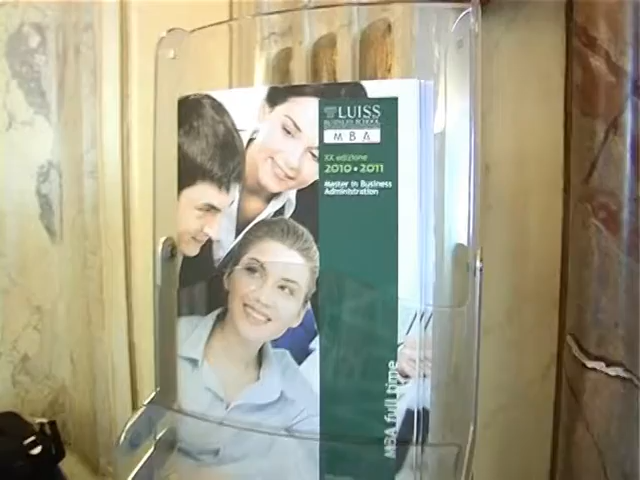 LUISS
BUSINESS SCHOOL
MBA
XX edizione
2010•2011
Master in Business
Administration
MBA full time